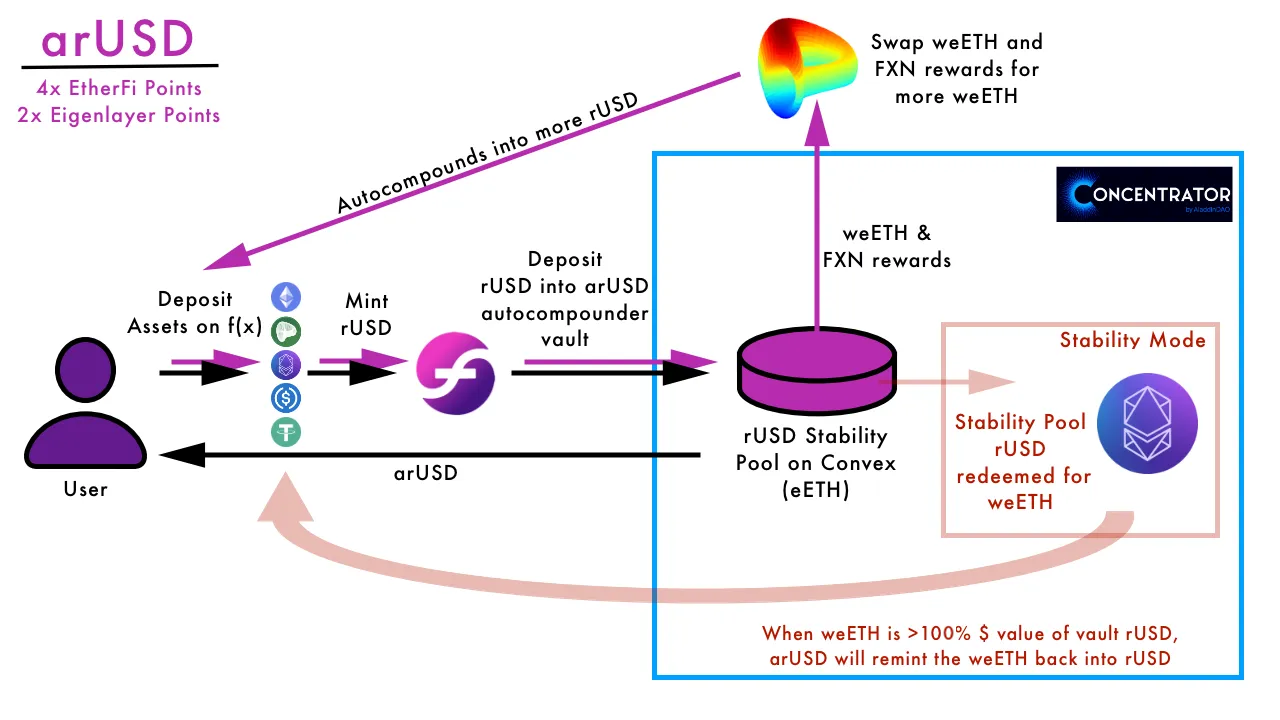 arUSD
4x EtherFi Points
2x Eigenlayer Points
Swap weETH and
FXN rewards for
more weETH
Autocompounds into more rUSD
CONCENTRATOR
by AladdinDAO
weETH &
FXN rewards
Deposit
rUSD into arUSD
autocompounder
vault
Deposit
Assets on f(x)
Mint
rUSD
Stability Mode
Stability Pool
rUSD
redeemed for
weETH
rUSD Stability
Pool on Convex
(eETH)
arUSD
User
When weETH is >100% $ value of vault rUSD,
arUSD will remint the weETH back into rUSD